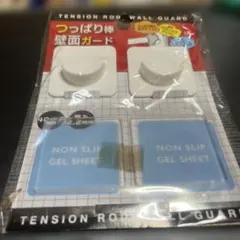 TENSION ROD WALL GUARD
つっぱり棒
壁面ガード
NON SLIP
GEL SHEET
NON SLIP
GEL SHEET
TENSION ROD WALL GUARD